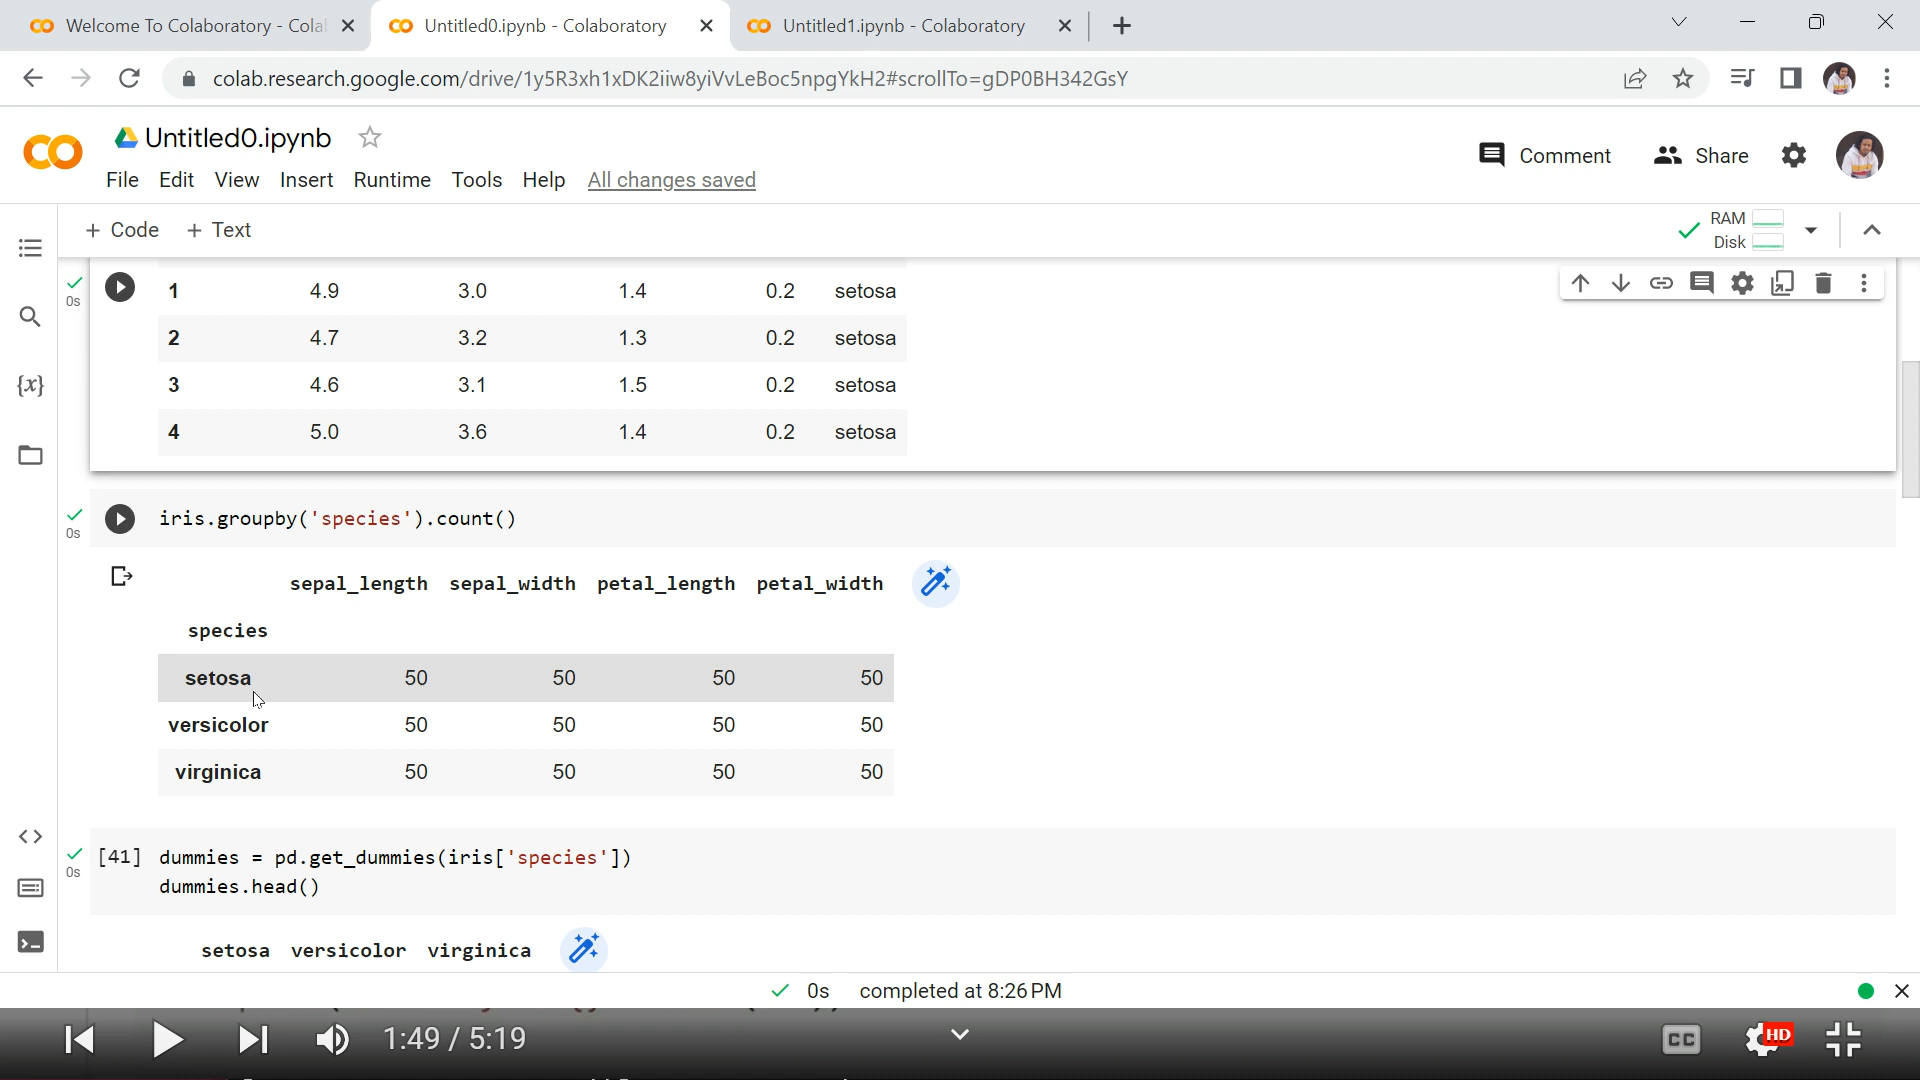 Welcome To Colaboratory - Cola
Untitled0.ipynb - Colaboratory
Untitled1.ipynb - Colaboratory
colab.research.google.com/drive/1y5R3xh1xDK2iiw8yiVvLeBoc5npgYkH2#scrollTo=gDP0BH342GsY
Untitled0.ipynb
Comment Share
File Edit View Insert Runtime Tools Help All changes saved
+ Code + Text
RAM
Disk
1 4.9 3.0 1.4 0.2 setosa
0s
2 4.7 3.2 1.3 0.2 setosa
{x}
3 4.6 3.1 1.5 0.2 setosa
4 5.0 3.6 1.4 0.2 setosa
iris.groupby('species').count()
0s
sepal_length sepal_width petal_length petal_width
species
setosa 50 50 50 50
versicolor 50 50 50 50
virginica 50 50 50 50
[41] dummies = pd.get_dummies(iris['species'])
0s
dummies.head()
setosa versicolor virginica
0s completed at 8:26 PM
1:49 / 5:19
CC HD